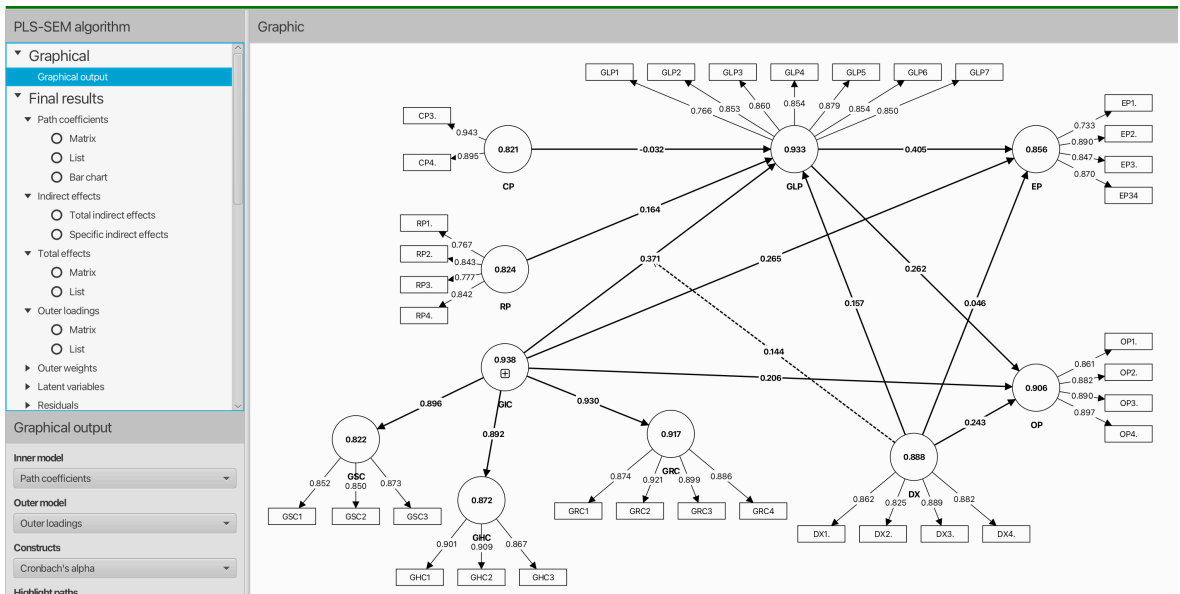 PLS-SEM algorithm
Graphical
Graphical output
Final results
Path coefficients
Matrix
List
Bar chart
Indirect effects
Total indirect effects
Specific indirect effects
Total effects
Matrix
List
Outer loadings
Matrix
List
Outer weights
Latent variables
Residuals
Graphical output
Inner model
Path coefficients
Outer model
Outer loadings
Constructs
Cronbach's alpha
Highlight paths
Graphic
GLP1 GLP2 GLP3 GLP4 GLP5 GLP6 GLP7
0.766 0.853 0.860 0.854 0.879 0.854 0.850
CP3.
0.943
CP4.
0.895
0.821
CP
-0.032
0.933
GLP
0.405
0.856
EP
EP1.
0.733
EP2.
0.890
EP3.
0.847
EP34
0.870
0.164
RP1.
0.767
RP2.
0.843
RP3.
0.777
RP4.
0.842
0.824
RP
0.371
0.265
0.262
0.157
0.046
0.144
0.206
0.938
GIC
0.896
0.892
0.930
0.822
GSC
0.852 0.850 0.873
GSC1 GSC2 GSC3
0.872
GHC
0.901 0.909 0.867
GHC1 GHC2 GHC3
0.917
GRC
0.874 0.921 0.899 0.886
GRC1 GRC2 GRC3 GRC4
0.243
0.888
DX
0.862 0.825 0.889 0.882
DX1. DX2. DX3. DX4.
0.906
OP
OP1.
0.861
OP2.
0.882
OP3.
0.890
OP4.
0.897